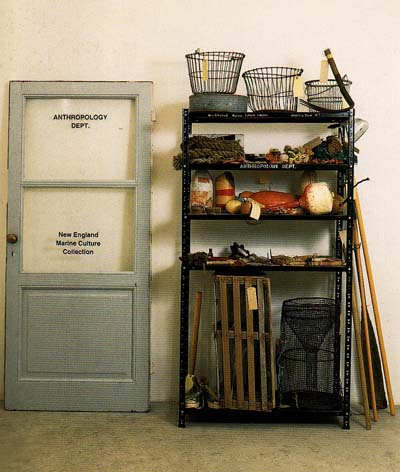 ANTHROPOLOGY
DEPT.
New England
Marine Culture
Collection
ANTHROPOLOGY DEPT.